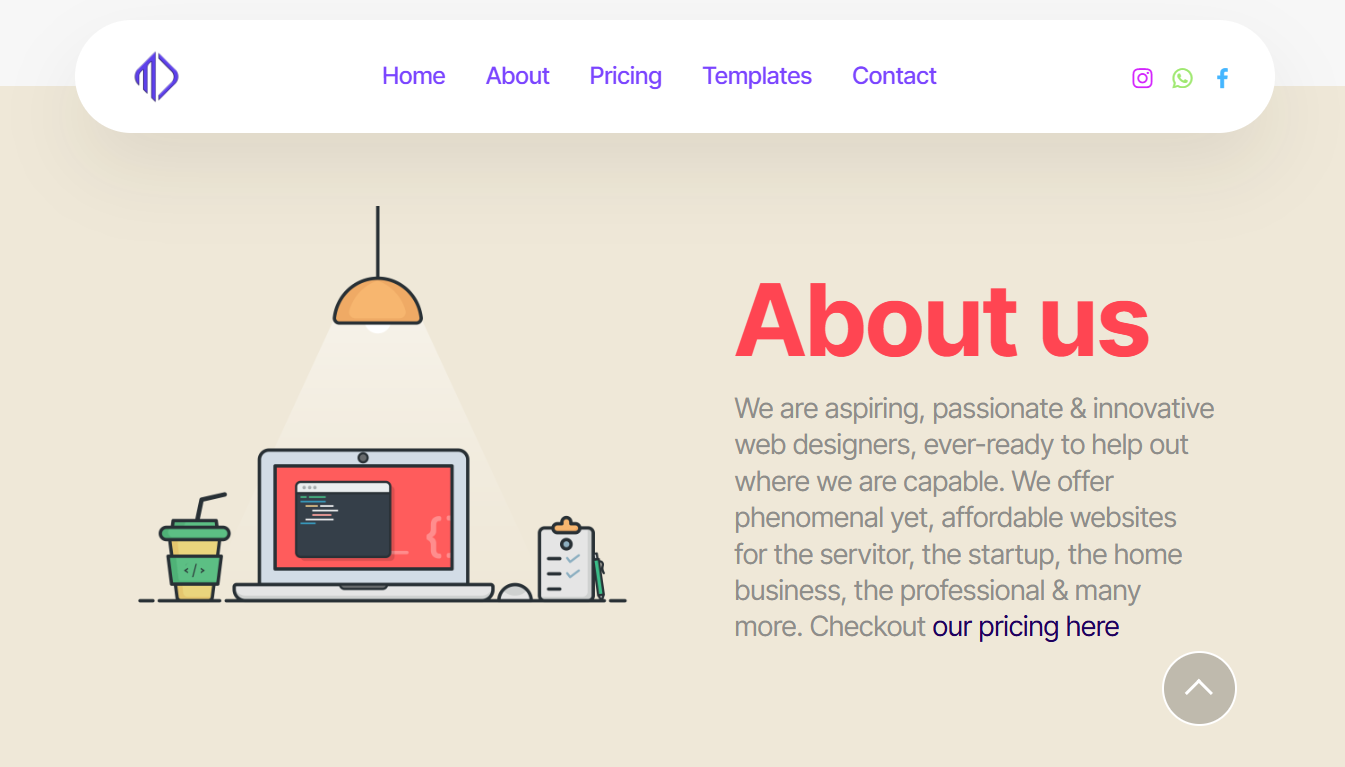 Home About Pricing Templates Contact
About us
We are aspiring, passionate & innovative
web designers, ever-ready to help out
where we are capable. We offer
phenomenal yet, affordable websites
for the servitor, the startup, the home
business, the professional & many
more. Checkout our pricing here
</> 
_ {}